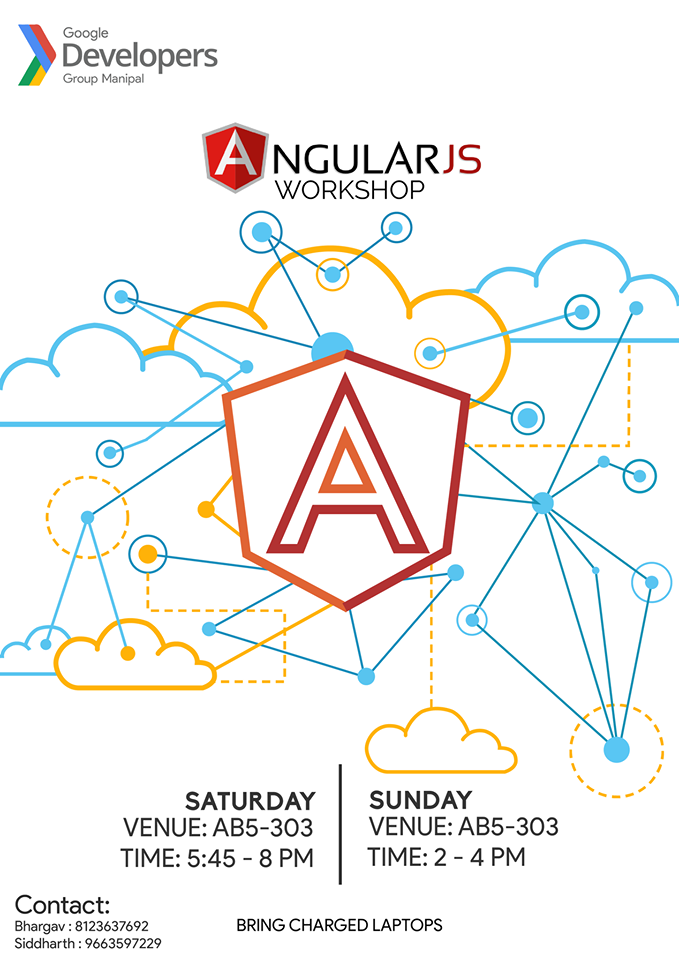 Google
Developers
Group Manipal
ANGULARJS
WORKSHOP
A
SATURDAY
VENUE: AB5-303
TIME: 5:45 - 8 PM
SUNDAY
VENUE: AB5-303
TIME: 2 - 4 PM
Contact:
Bhargav : 8123637692
Siddharth : 9663597229
BRING CHARGED LAPTOPS